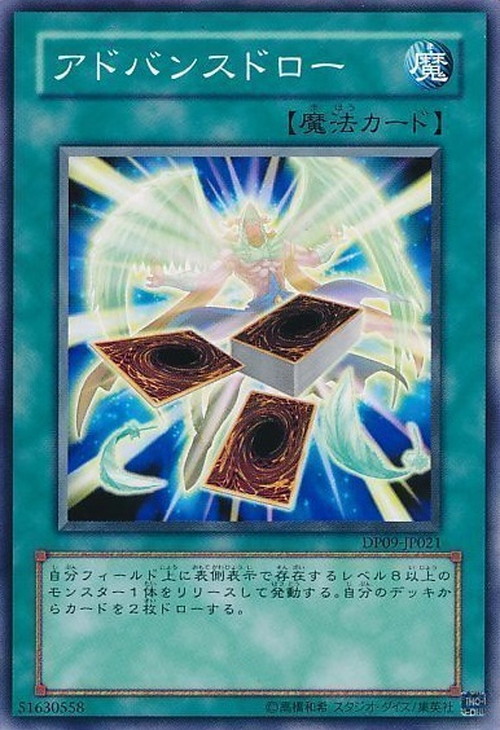 アドバンスドロー
魔
【魔法カード】
DP09-JP021
自分フィールド上に表側表示で存在するレベル８以上の
モンスター１体をリリースして発動する。自分のデッキか
らカードを２枚ドローする。
51630558
©高橋和希 スタジオ・ダイス/集英社